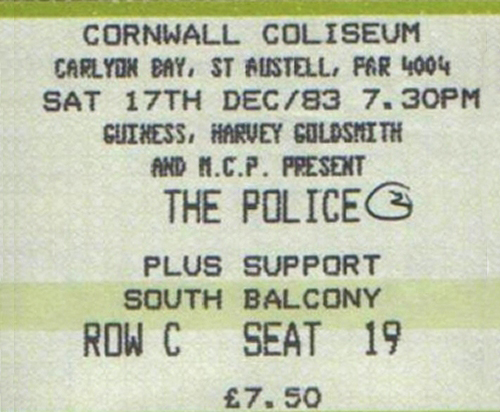 CORNWALL COLISEUM
CARLYON BAY, ST AUSTELL, PAR 4004
SAT 17TH DEC/83 7.30PM
GUINESS, HARVEY GOLDSMITH
AND M.C.P. PRESENT
THE POLICE
PLUS SUPPORT
SOUTH BALCONY
ROW C SEAT 19
£7.50